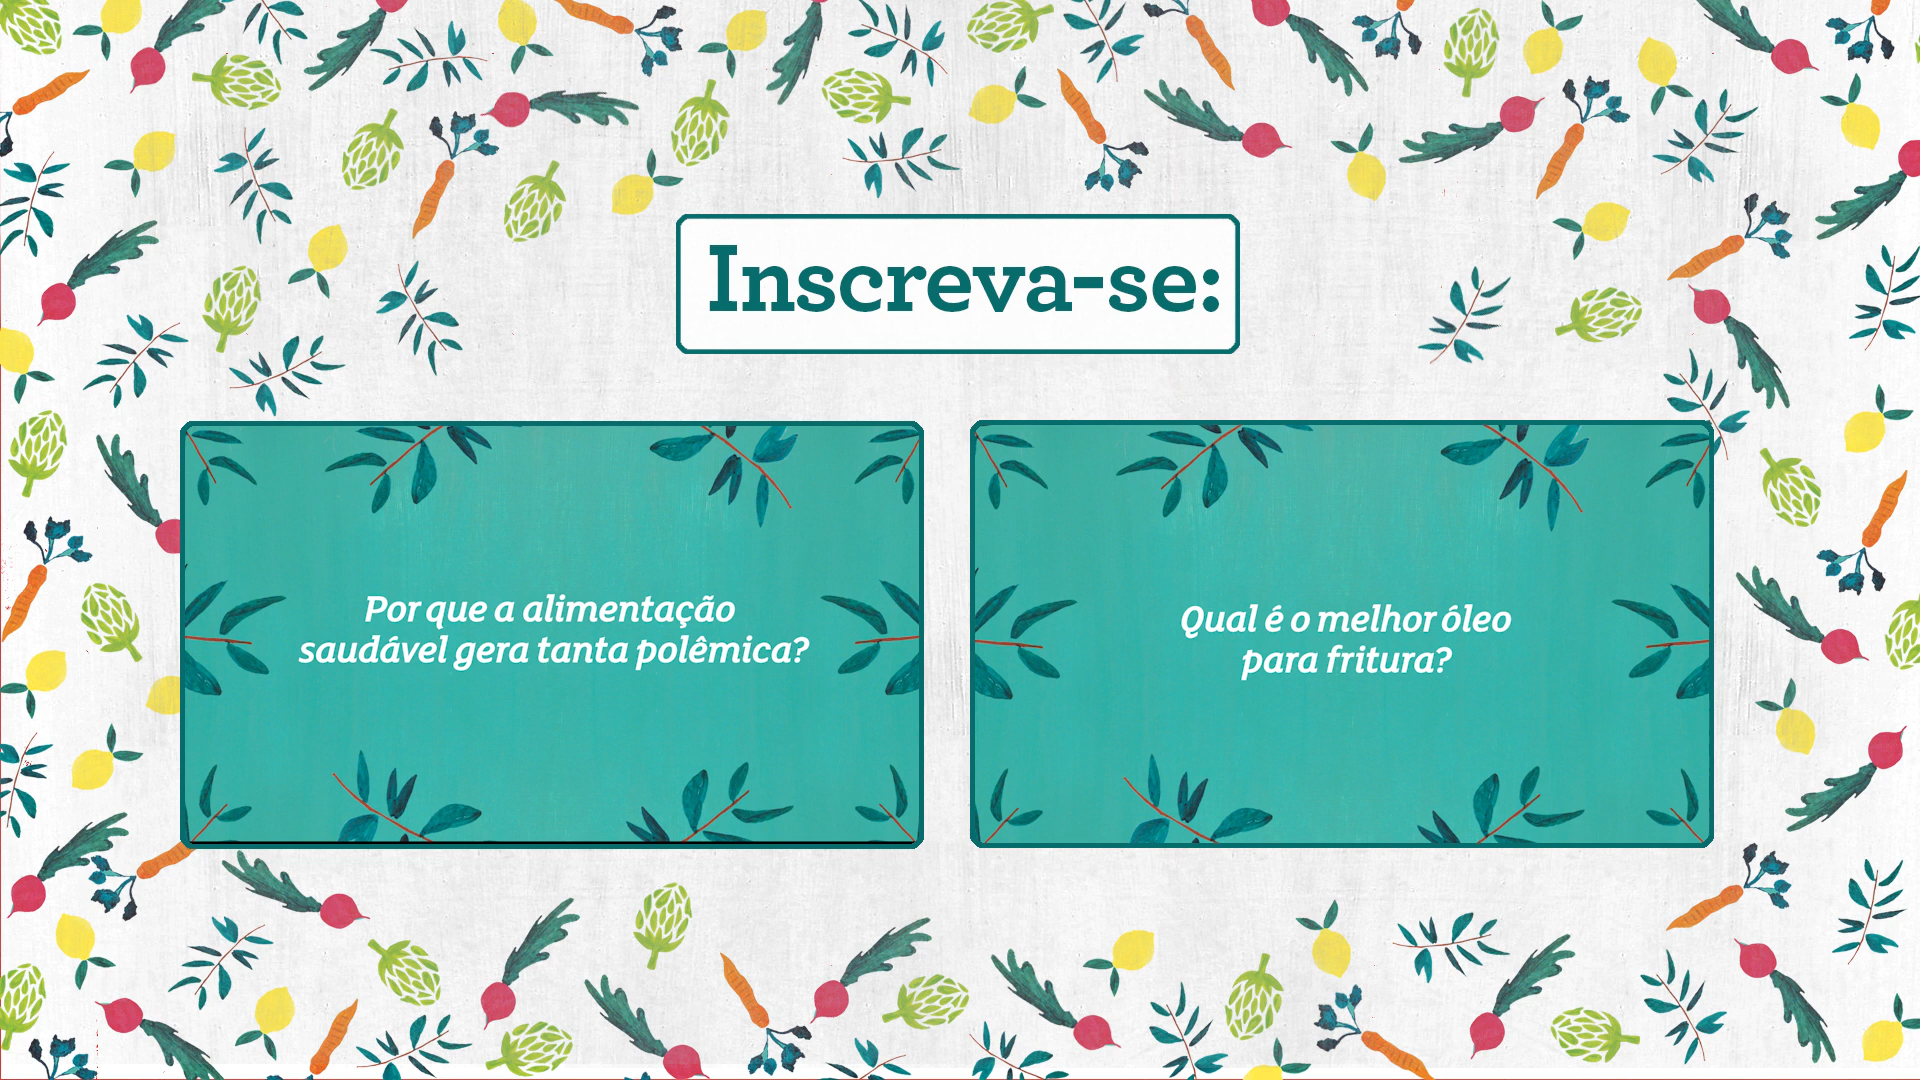 Inscreva-se:
Por que a alimentação
saudável gera tanta polêmica?
Qual é o melhor óleo
para fritura?